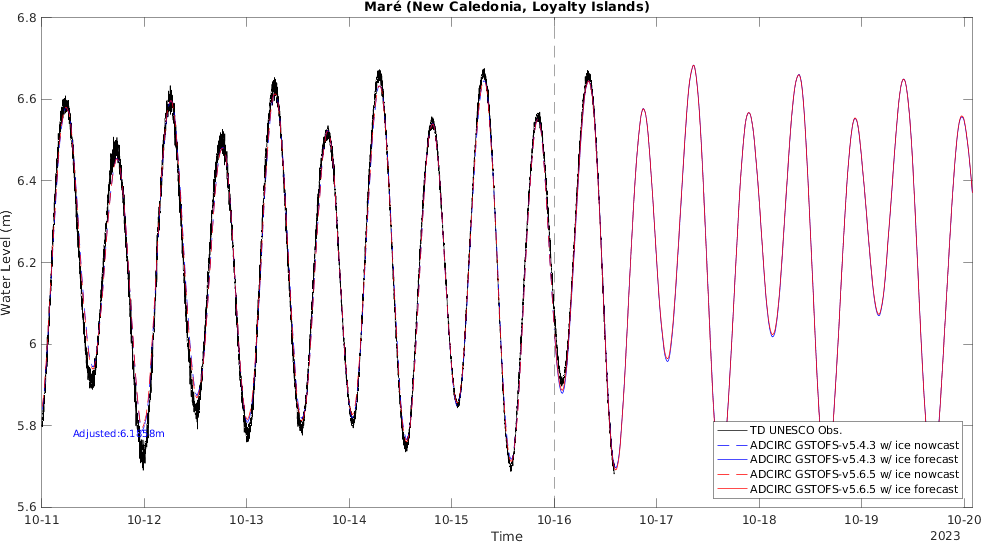 Maré (New Caledonia, Loyalty Islands)
6.8
6.6
6.4
6.2
6
5.8
5.6
Water Level (m)
Adjusted:6.1858m
TD UNESCO Obs.
ADCIRC GSTOFS-v5.4.3 w/ ice nowcast
ADCIRC GSTOFS-v5.4.3 w/ ice forecast
ADCIRC GSTOFS-v5.6.5 w/ ice nowcast
ADCIRC GSTOFS-v5.6.5 w/ ice forecast
10-11 10-12 10-13 10-14 10-15 10-16 10-17 10-18 10-19 10-20
Time
2023